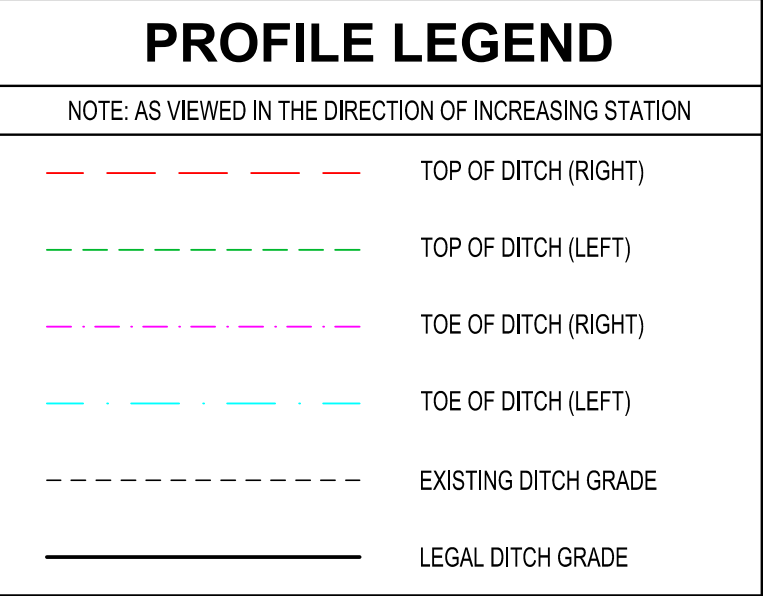 PROFILE LEGEND
NOTE: AS VIEWED IN THE DIRECTION OF INCREASING STATION
TOP OF DITCH (RIGHT)
TOP OF DITCH (LEFT)
TOE OF DITCH (RIGHT)
TOE OF DITCH (LEFT)
EXISTING DITCH GRADE
LEGAL DITCH GRADE